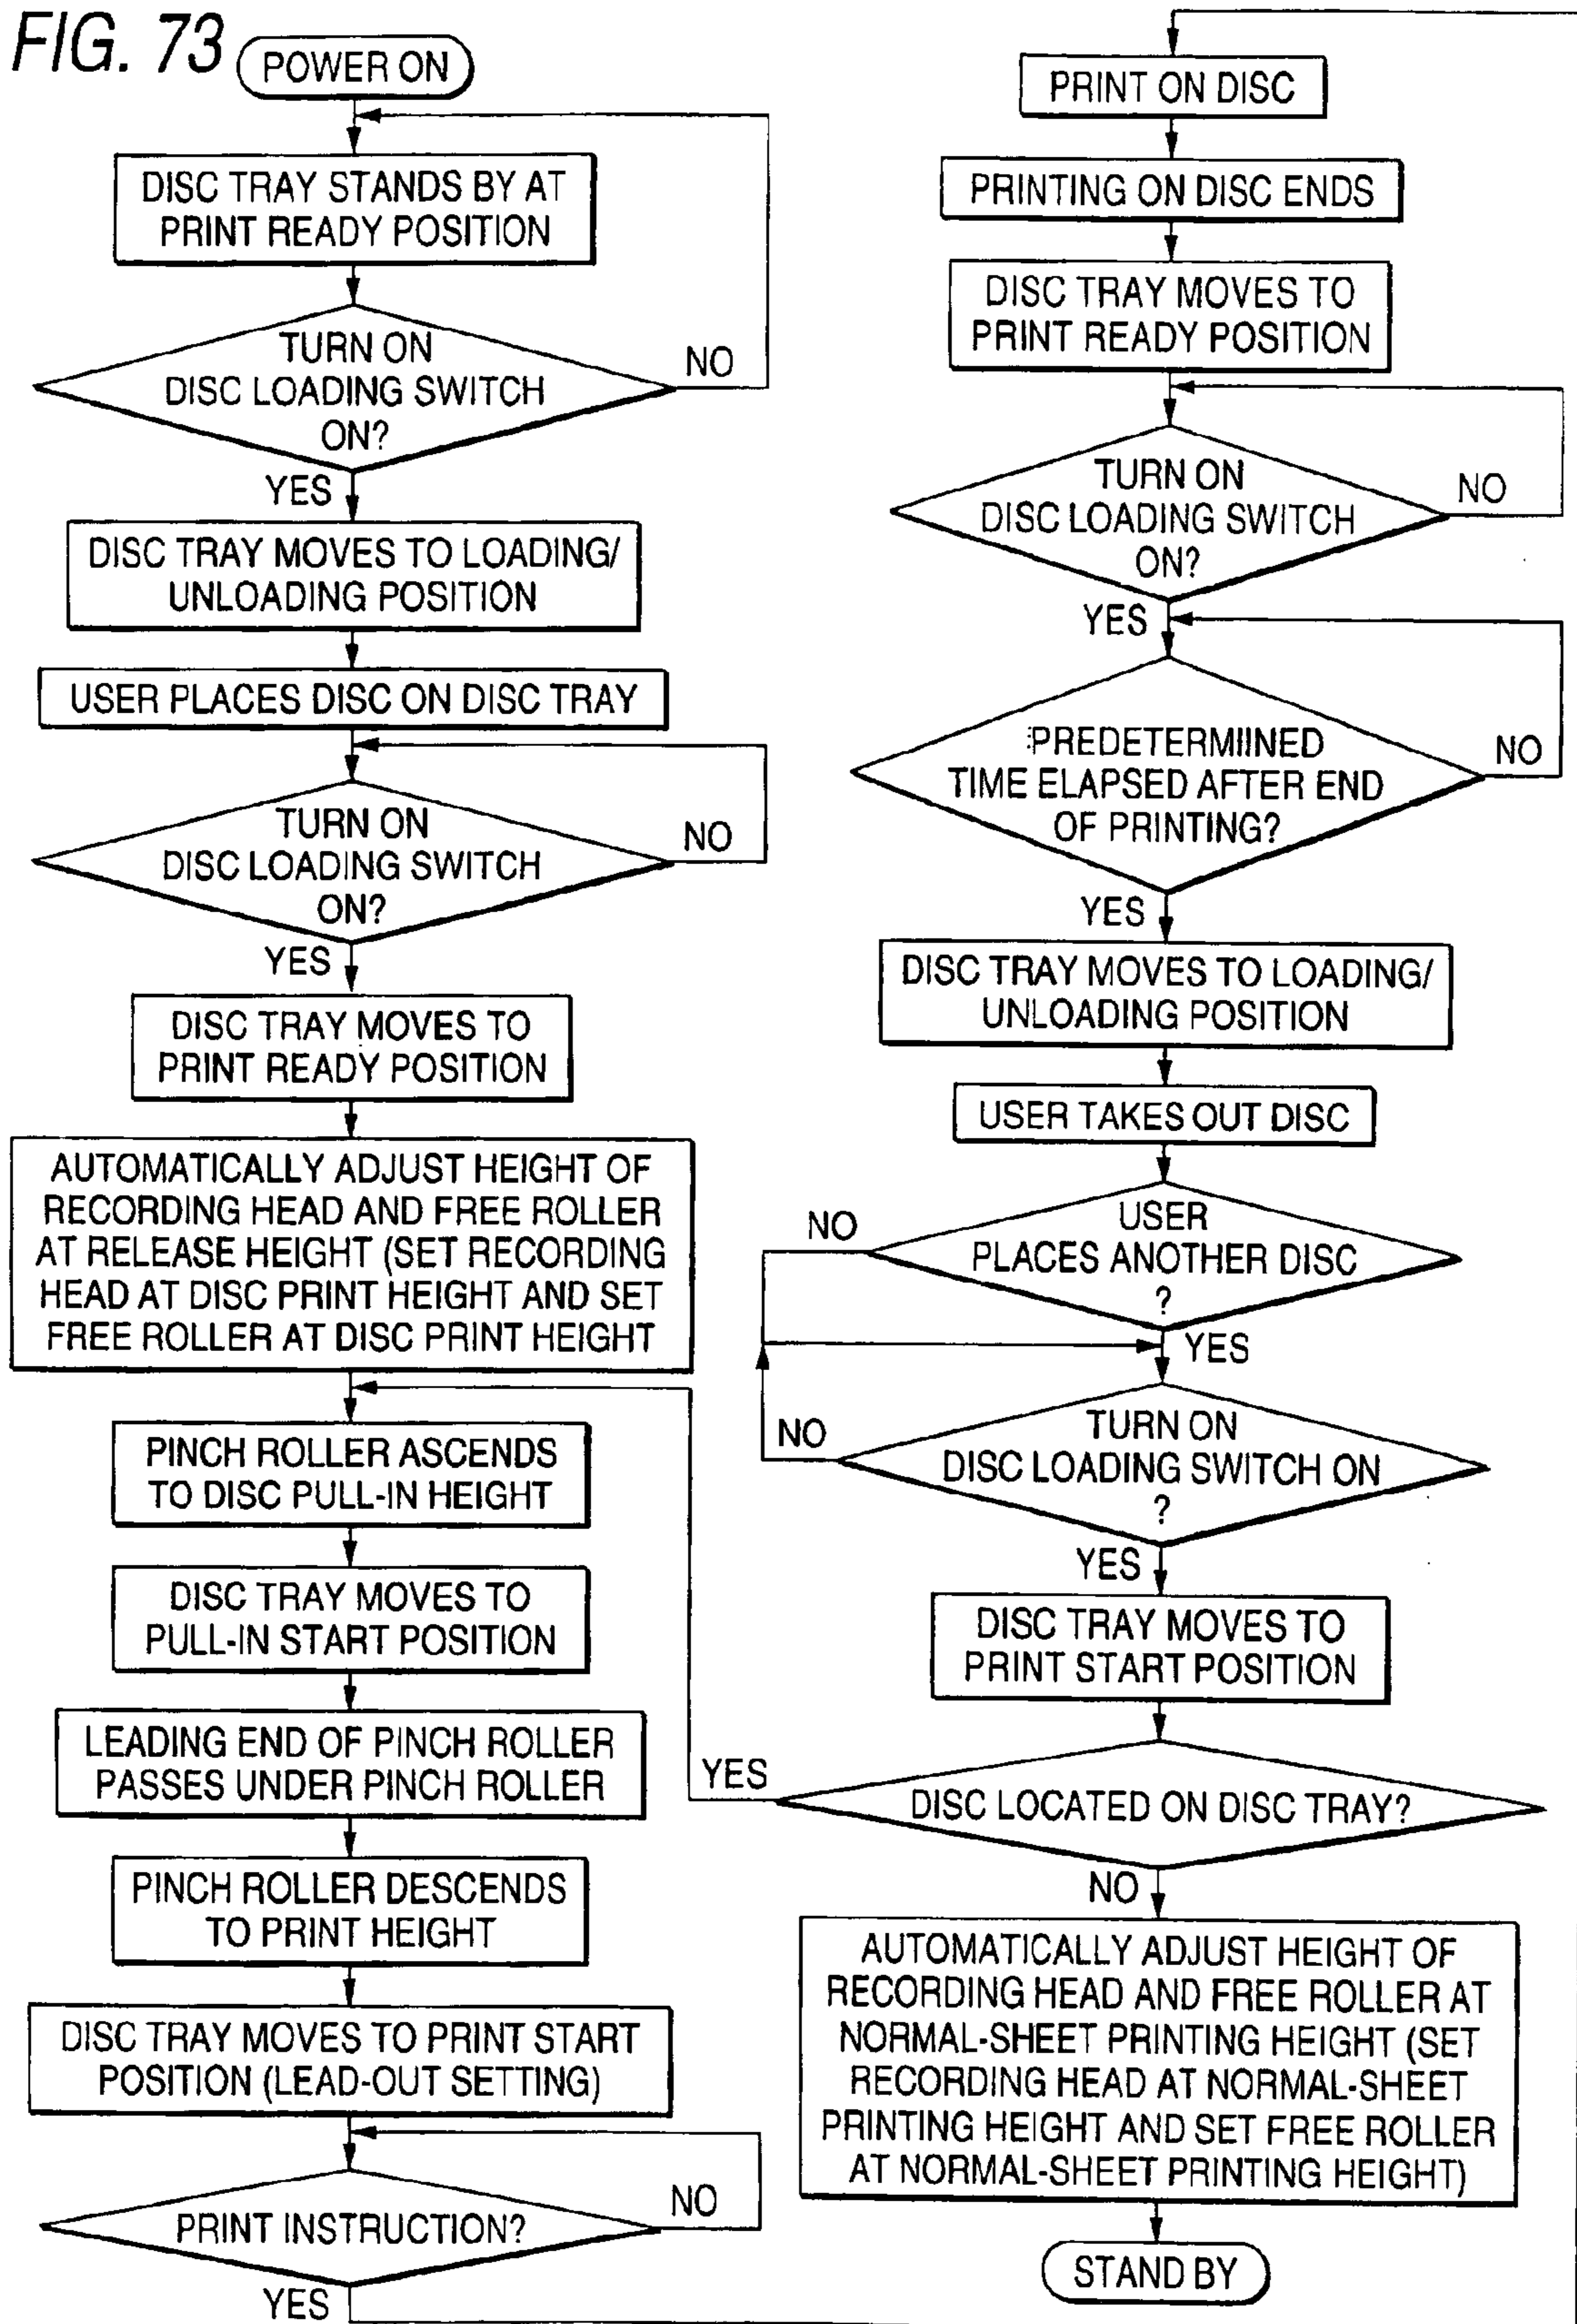 FIG. 73
POWER ON
DISC TRAY STANDS BY AT
PRINT READY POSITION
TURN ON
DISC LOADING SWITCH
ON?
NO
YES
DISC TRAY MOVES TO LOADING/
UNLOADING POSITION
USER PLACES DISC ON DISC TRAY
TURN ON
DISC LOADING SWITCH
ON?
NO
YES
DISC TRAY MOVES TO
PRINT READY POSITION
AUTOMATICALLY ADJUST HEIGHT OF
RECORDING HEAD AND FREE ROLLER
AT RELEASE HEIGHT (SET RECORDING
HEAD AT DISC PRINT HEIGHT AND SET
FREE ROLLER AT DISC PRINT HEIGHT
PINCH ROLLER ASCENDS
TO DISC PULL-IN HEIGHT
DISC TRAY MOVES TO
PULL-IN START POSITION
LEADING END OF PINCH ROLLER
PASSES UNDER PINCH ROLLER
PINCH ROLLER DESCENDS
TO PRINT HEIGHT
DISC TRAY MOVES TO PRINT START
POSITION (LEAD-OUT SETTING)
PRINT INSTRUCTION?
NO
YES
PRINT ON DISC
PRINTING ON DISC ENDS
DISC TRAY MOVES TO
PRINT READY POSITION
TURN ON
DISC LOADING SWITCH
ON?
NO
YES
PREDETERMIINED
TIME ELAPSED AFTER END
OF PRINTING?
NO
YES
DISC TRAY MOVES TO LOADING/
UNLOADING POSITION
USER TAKES OUT DISC
USER
PLACES ANOTHER DISC
?
NO
YES
TURN ON
DISC LOADING SWITCH ON
?
NO
YES
DISC TRAY MOVES TO
PRINT START POSITION
DISC LOCATED ON DISC TRAY?
YES
NO
AUTOMATICALLY ADJUST HEIGHT OF
RECORDING HEAD AND FREE ROLLER AT
NORMAL-SHEET PRINTING HEIGHT (SET
RECORDING HEAD AT NORMAL-SHEET
PRINTING HEIGHT AND SET FREE ROLLER
AT NORMAL-SHEET PRINTING HEIGHT)
STAND BY